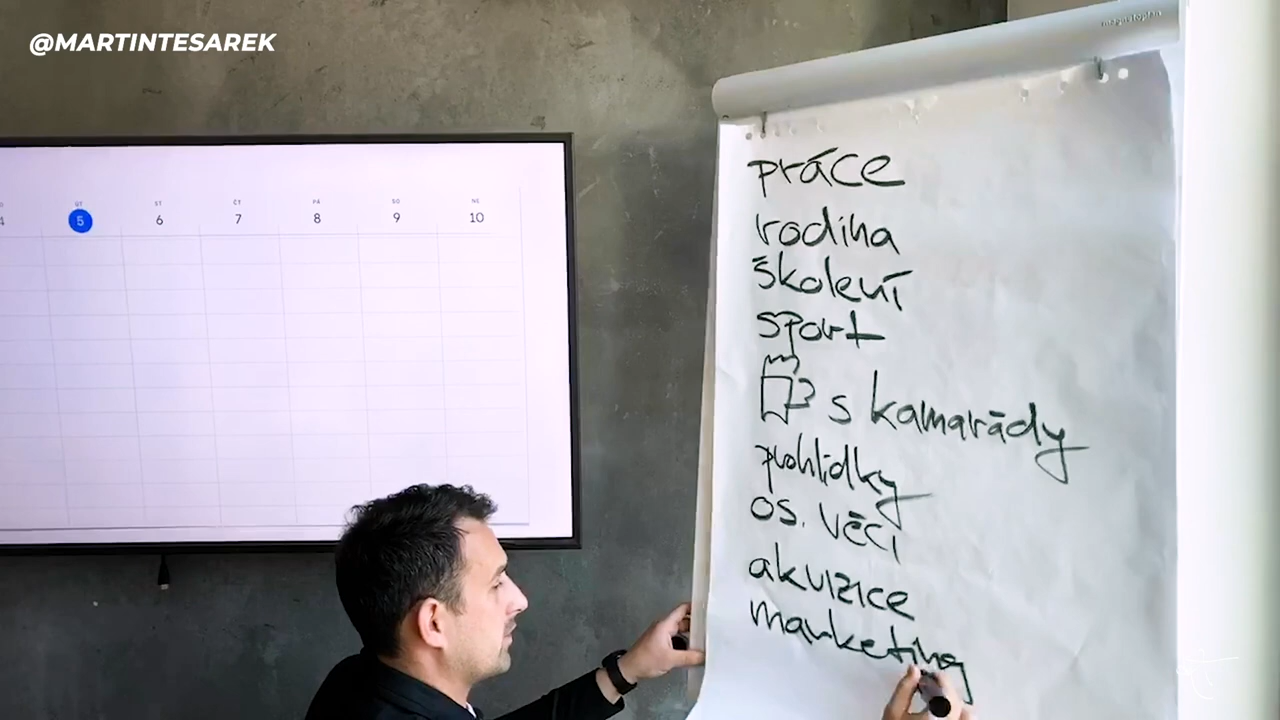 @MARTINTESAREK
magnetoplan
ÚT ST ČT PÁ SO NE
5 6 7 8 9 10
práce
rodina
školení
sport
s kamarády
prohlídky
os. věci
akvizice
marketing